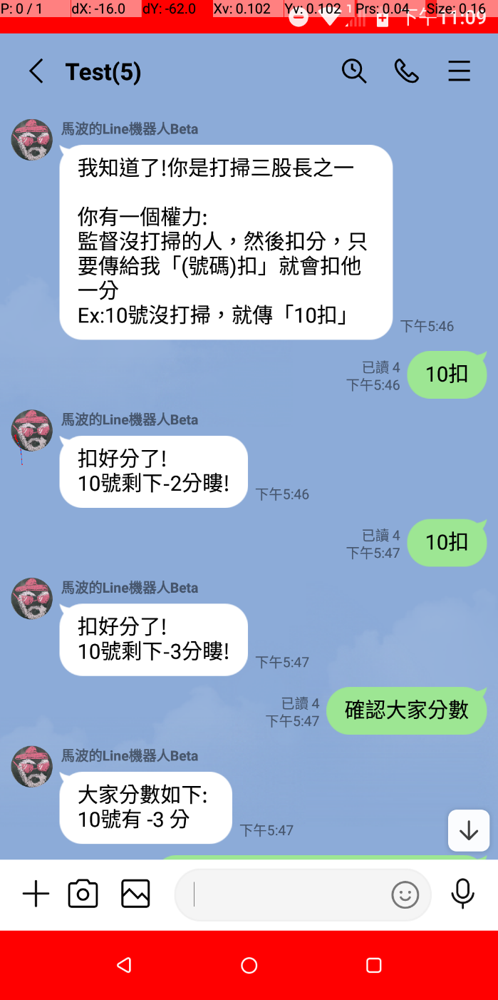 P: 0 / 1 dX: -16.0 dY: -62.0 Xv: 0.102 Yv: 0.102 Prs: 0.04 Size: 0.16
下午11:09
Test(5)
馬波的Line機器人Beta
我知道了!你是打掃三股長之一
你有一個權力:
監督沒打掃的人，然後扣分，只
要傳給我「(號碼)扣」就會扣他
一分
Ex:10號沒打掃，就傳「10扣」
下午5:46
已讀 4
下午5:46
10扣
馬波的Line機器人Beta
扣好分了!
10號剩下-2分瞜!
下午5:46
已讀 4
下午5:47
10扣
馬波的Line機器人Beta
扣好分了!
10號剩下-3分瞜!
下午5:47
已讀 4
下午5:47
確認大家分數
馬波的Line機器人Beta
大家分數如下:
10號有 -3 分
下午5:47